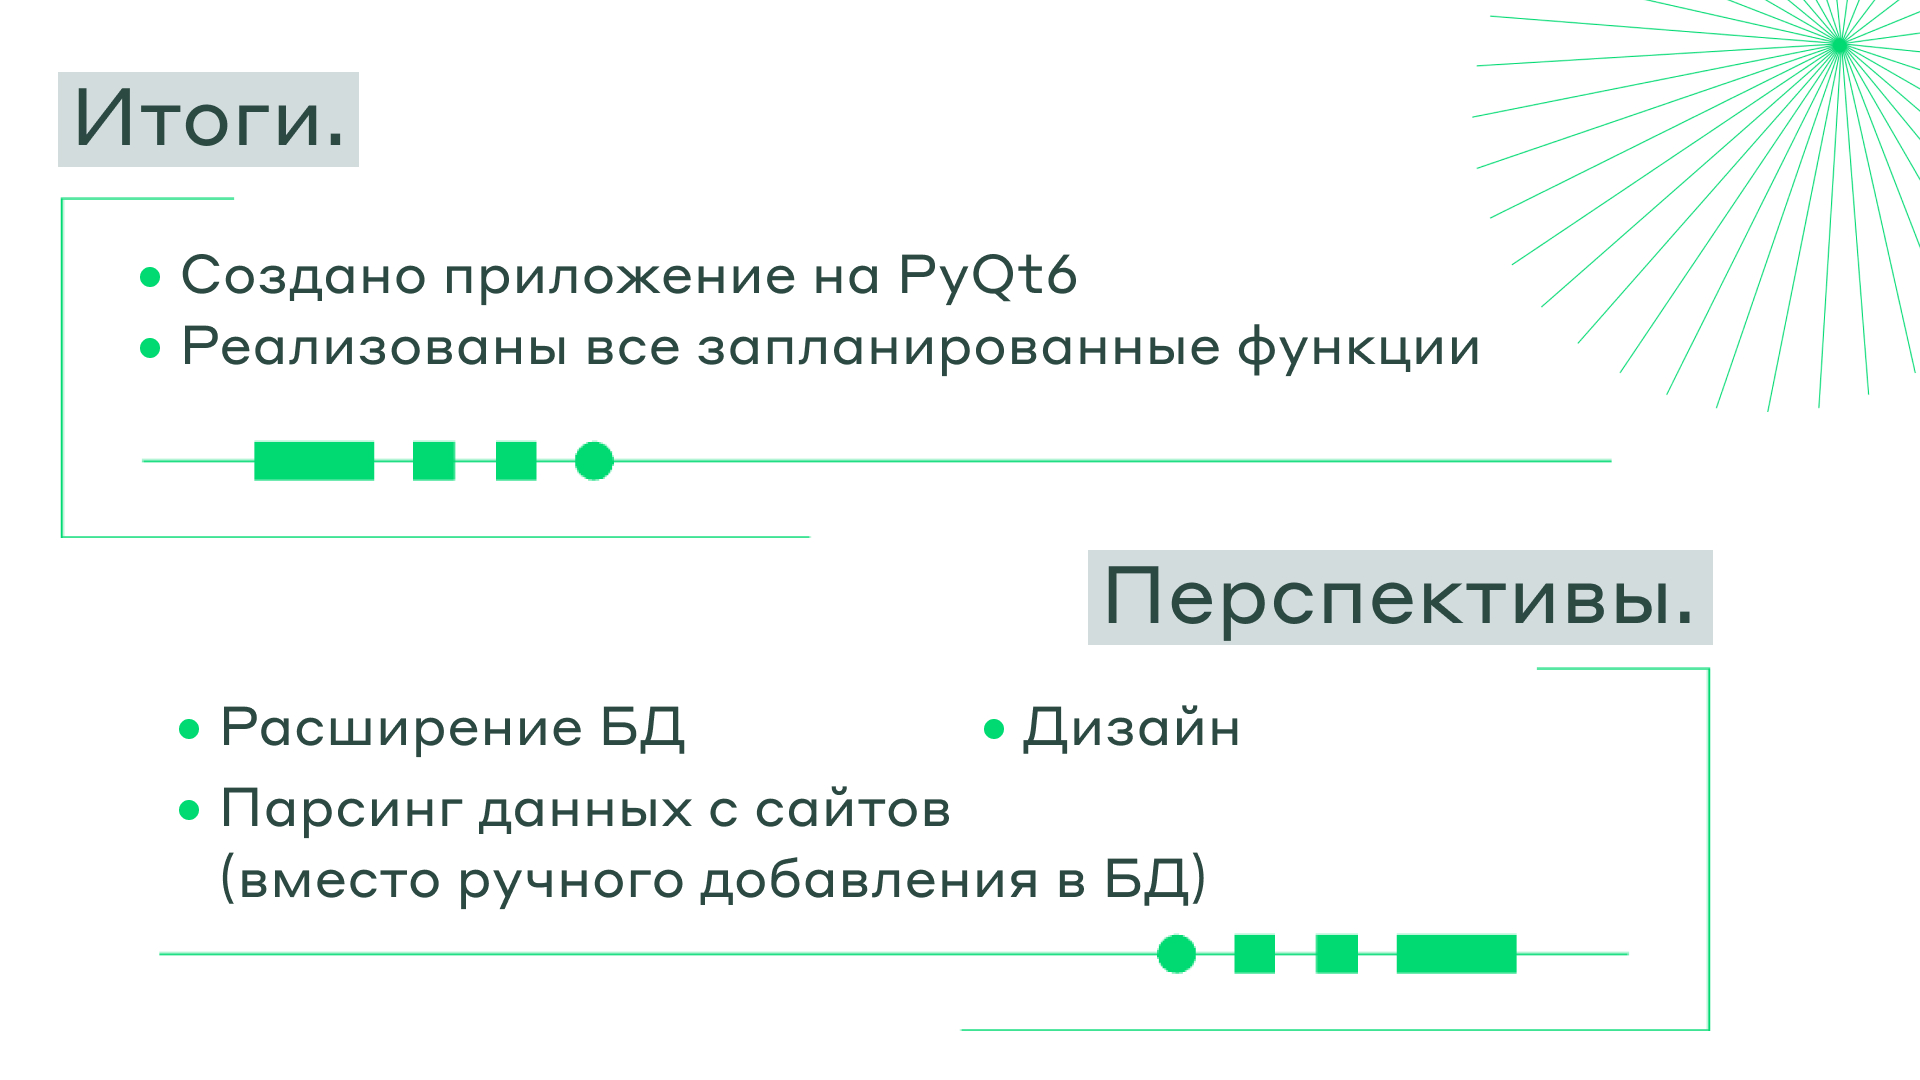 Итоги.
Создано приложение на PyQt6
Реализованы все запланированные функции
Перспективы.
Расширение БД
Дизайн
Парсинг данных с сайтов
(вместо ручного добавления в БД)